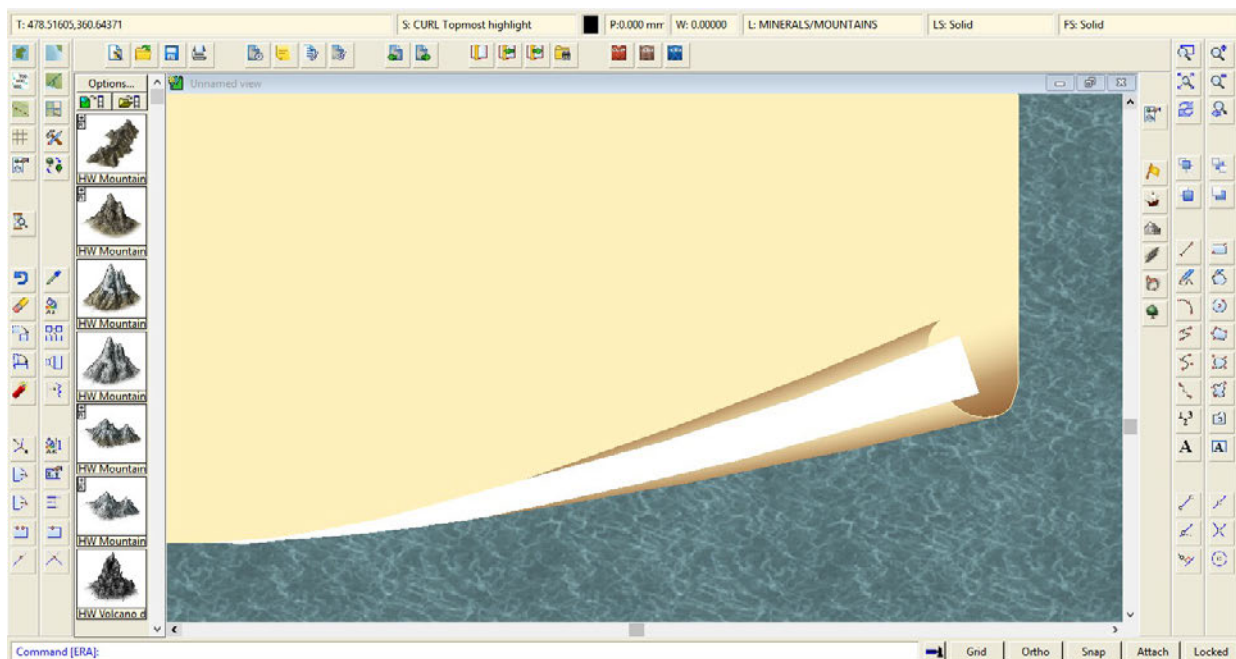 T: 478.51605,360.64371 S: CURL Topmost highlight P:0.000 mm W: 0.00000 L: MINERALS/MOUNTAINS LS: Solid FS: Solid
Options...
Unnamed view
HW Mountain
HW Mountain
HW Mountain
HW Mountain
HW Mountain
HW Mountain
HW Volcano d
Command [ERA]:
Grid Ortho Snap Attach Locked